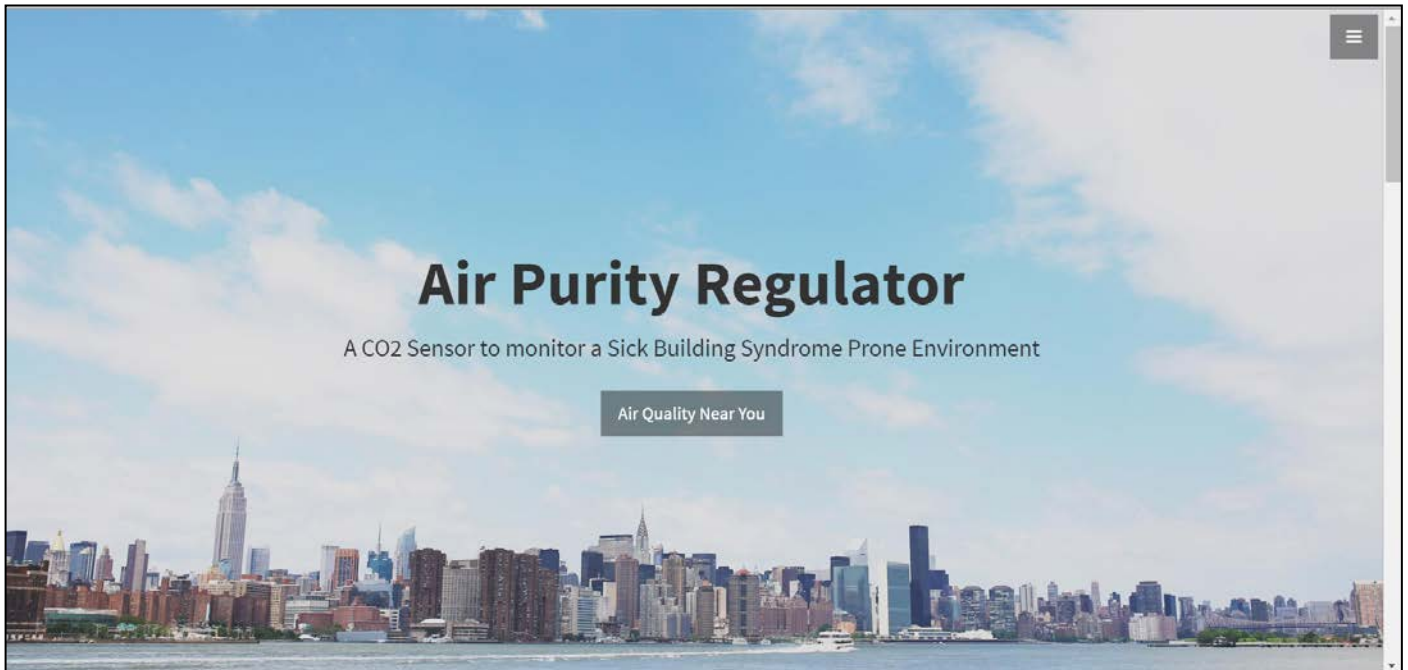 Air Purity Regulator
A CO2 Sensor to monitor a Sick Building Syndrome Prone Environment
Air Quality Near You